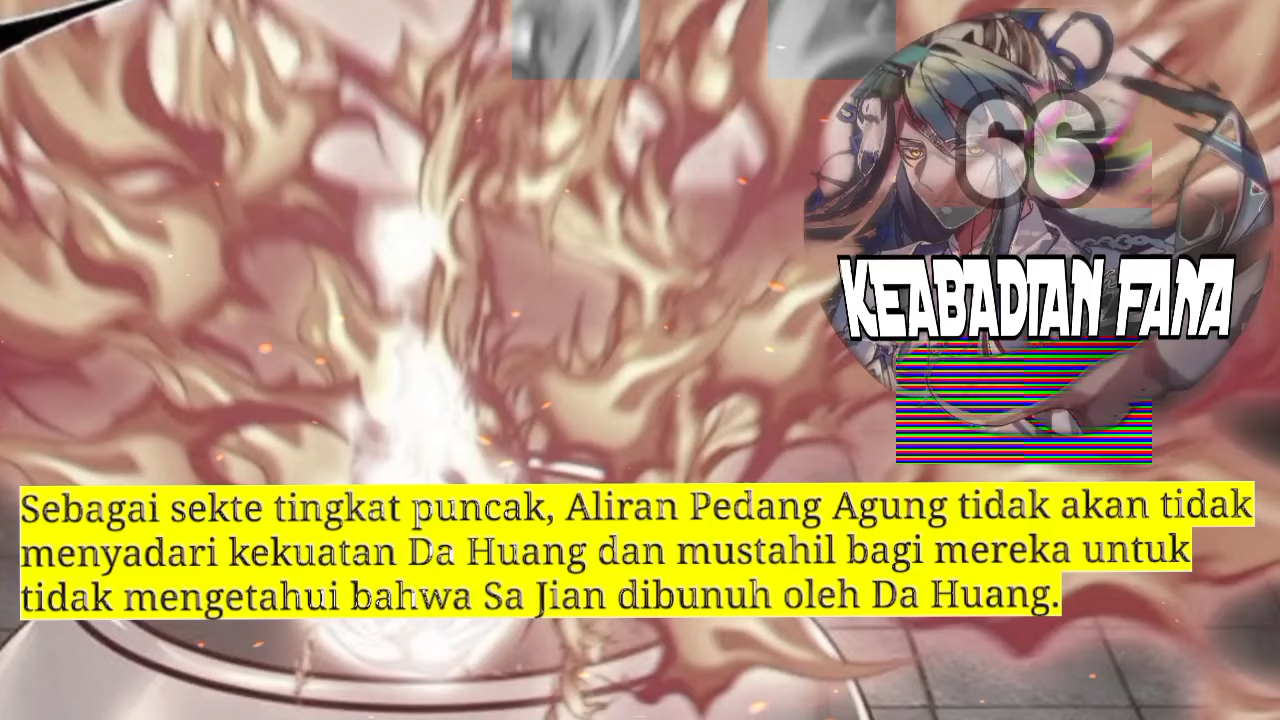 66
KEABADIAN FANA
Sebagai sekte tingkat puncak, Aliran Pedang Agung tidak akan tidak
menyadari kekuatan Da Huang dan mustahil bagi mereka untuk
tidak mengetahui bahwa Sa Jian dibunuh oleh Da Huang.